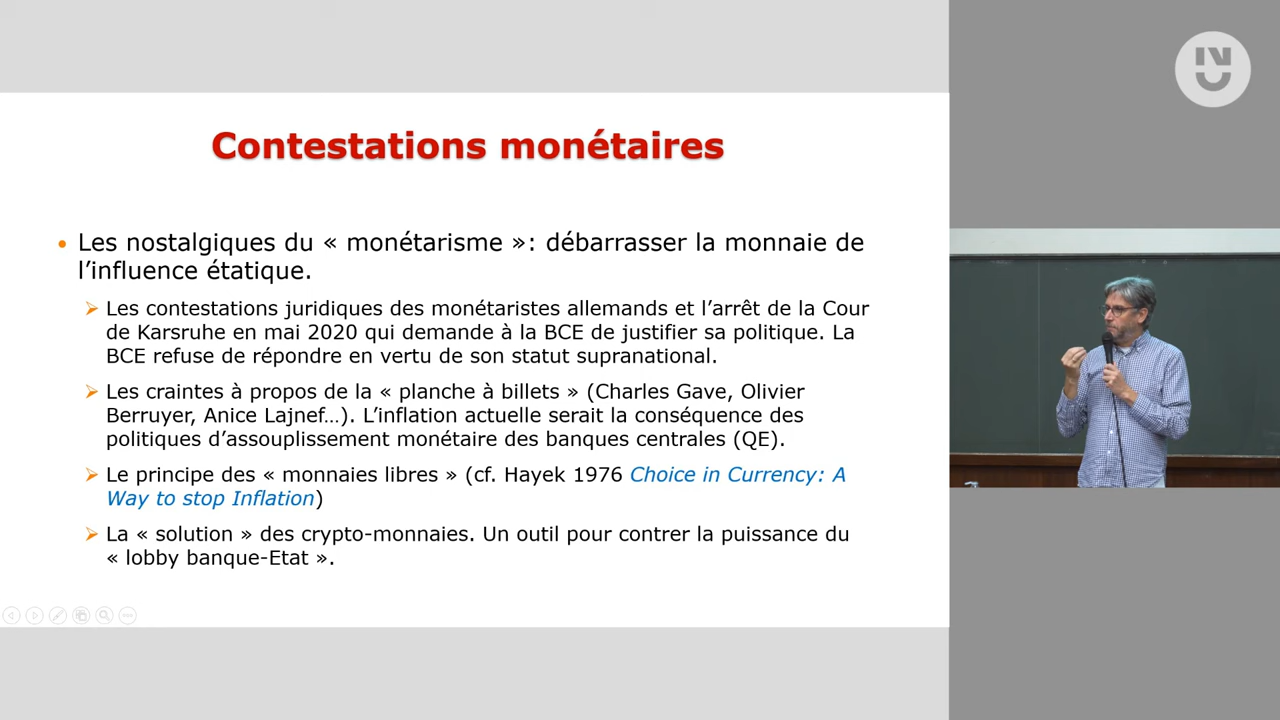 Contestations monétaires
• Les nostalgiques du « monétarisme »: débarrasser la monnaie de
l’influence étatique.
➢ Les contestations juridiques des monétaristes allemands et l’arrêt de la Cour
de Karsruhe en mai 2020 qui demande à la BCE de justifier sa politique. La
BCE refuse de répondre en vertu de son statut supranational.
➢ Les craintes à propos de la « planche à billets » (Charles Gave, Olivier
Berruyer, Anice Lajnef…). L’inflation actuelle serait la conséquence des
politiques d’assouplissement monétaire des banques centrales (QE).
➢ Le principe des « monnaies libres » (cf. Hayek 1976 Choice in Currency: A
Way to stop Inflation)
➢ La « solution » des crypto-monnaies. Un outil pour contrer la puissance du
« lobby banque-Etat ».